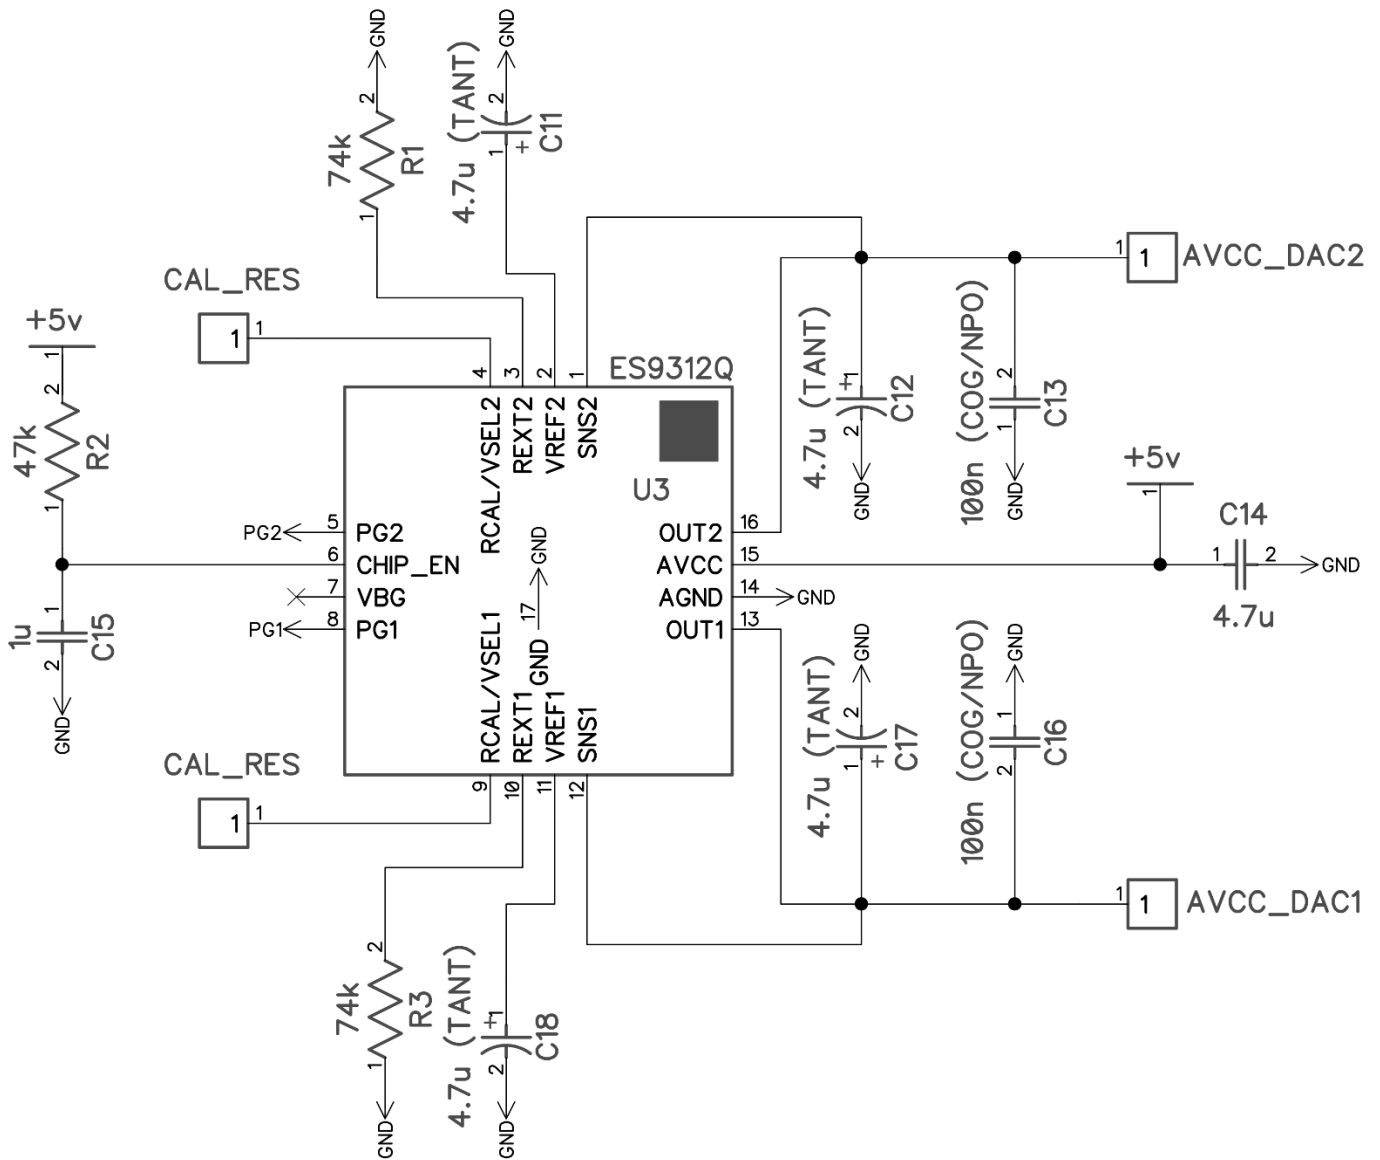 GND
2
74k
R1
1
GND
2
4.7u (TANT)
C11
1
+
CAL_RES
1
1
+5v
1
2
47k
R2
1
1
1u
C15
2
GND
CAL_RES
1
1
ES9312Q
U3
4
3
2
1
RCAL/VSEL2
REXT2
VREF2
SNS2
PG2
5
PG2
6
CHIP_EN
7
VBG
PG1
8
PG1
GND
17
GND
OUT2
16
AVCC
15
AGND
14
GND
OUT1
13
RCAL/VSEL1
REXT1
VREF1
SNS1
9
10
11
12
2
74k
R3
1
GND
+
1
4.7u (TANT)
C18
2
GND
1
1
AVCC_DAC2
4.7u (TANT)
+
1
C12
2
GND
100n (COG/NPO)
2
C13
1
GND
+5v
1
C14
1
2
GND
4.7u
GND
2
4.7u (TANT)
C17
1
+
GND
1
100n (COG/NPO)
C16
2
1
1
AVCC_DAC1